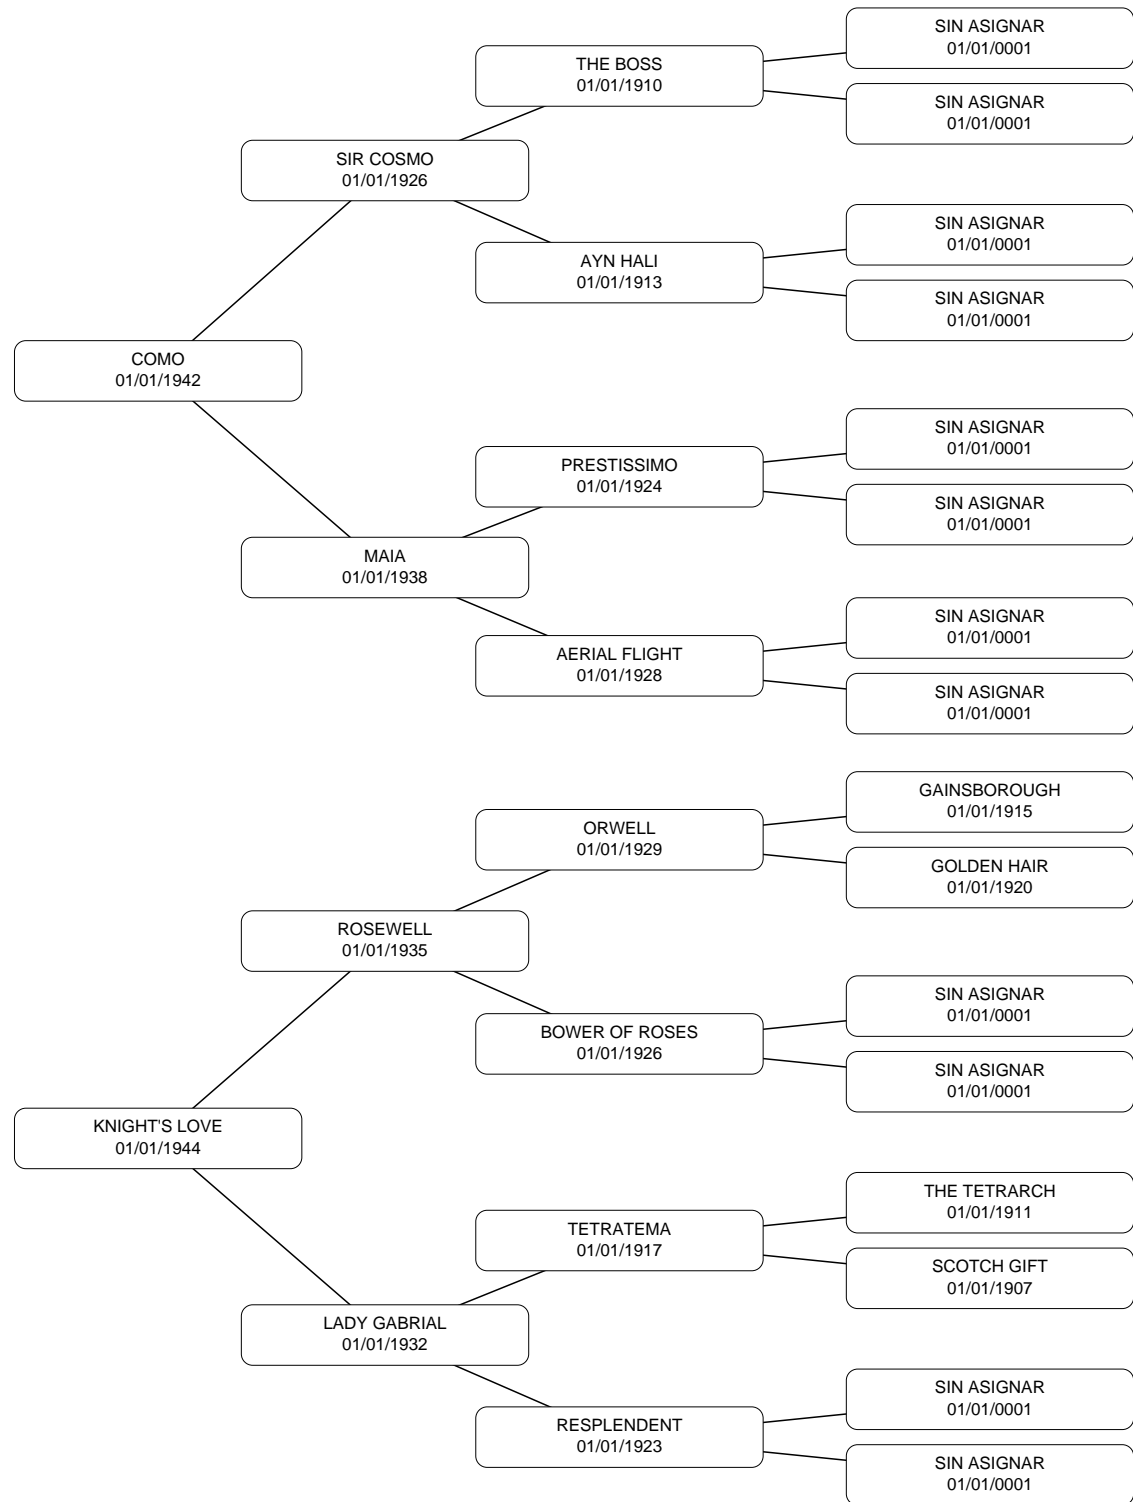 SIN ASIGNAR
01/01/0001
THE BOSS
01/01/1910
SIN ASIGNAR
01/01/0001
SIR COSMO
01/01/1926
SIN ASIGNAR
01/01/0001
AYN HALI
01/01/1913
SIN ASIGNAR
01/01/0001
COMO
01/01/1942
SIN ASIGNAR
01/01/0001
PRESTISSIMO
01/01/1924
SIN ASIGNAR
01/01/0001
MAIA
01/01/1938
SIN ASIGNAR
01/01/0001
AERIAL FLIGHT
01/01/1928
SIN ASIGNAR
01/01/0001
GAINSBOROUGH
01/01/1915
ORWELL
01/01/1929
GOLDEN HAIR
01/01/1920
ROSEWELL
01/01/1935
SIN ASIGNAR
01/01/0001
BOWER OF ROSES
01/01/1926
SIN ASIGNAR
01/01/0001
KNIGHT'S LOVE
01/01/1944
THE TETRARCH
01/01/1911
TETRATEMA
01/01/1917
SCOTCH GIFT
01/01/1907
LADY GABRIAL
01/01/1932
SIN ASIGNAR
01/01/0001
RESPLENDENT
01/01/1923
SIN ASIGNAR
01/01/0001